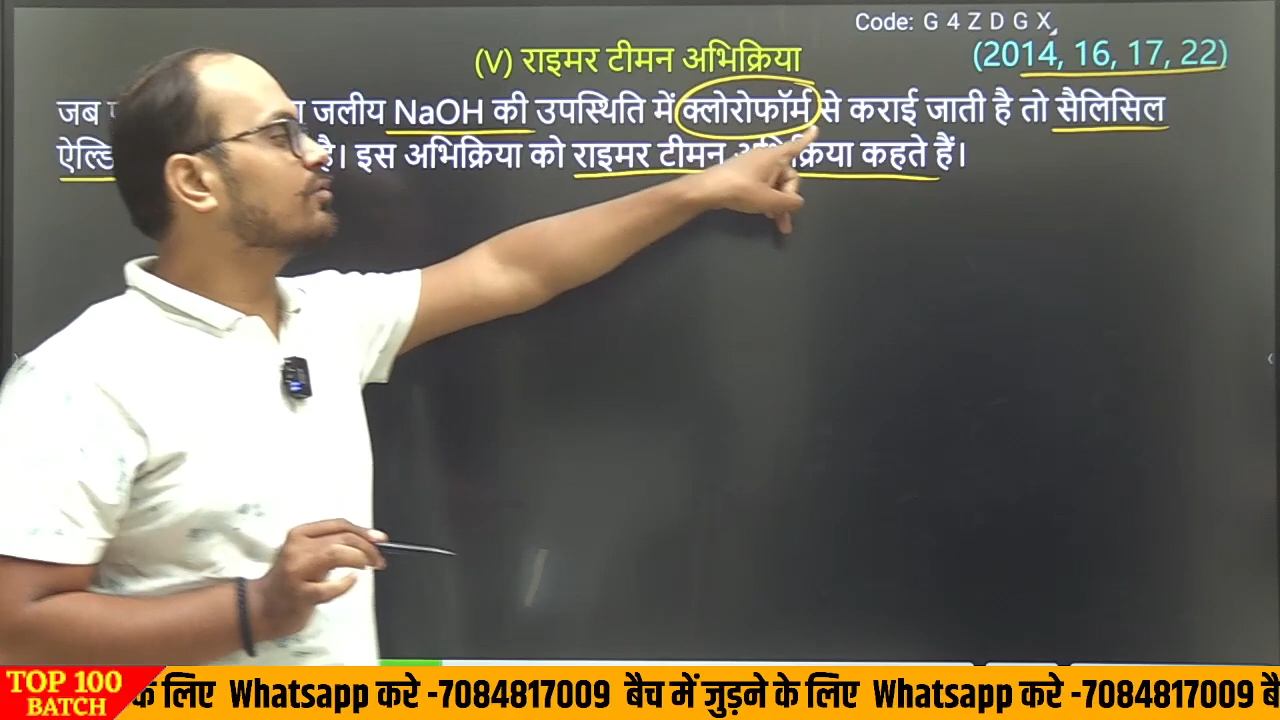 Code: G 4 Z D G X
(V) राइमर टीमन अभिक्रिया
(2014, 16, 17, 22)
जब जलीय NaOH की उपस्थिति में क्लोरोफॉर्म से कराई जाती है तो सैलिसिल
है। इस अभिक्रिया को राइमर टीमन अभिक्रिया कहते हैं।
TOP 100
BATCH
के लिए Whatsapp करे -7084817009 बैच में जुड़ने के लिए Whatsapp करे -7084817009